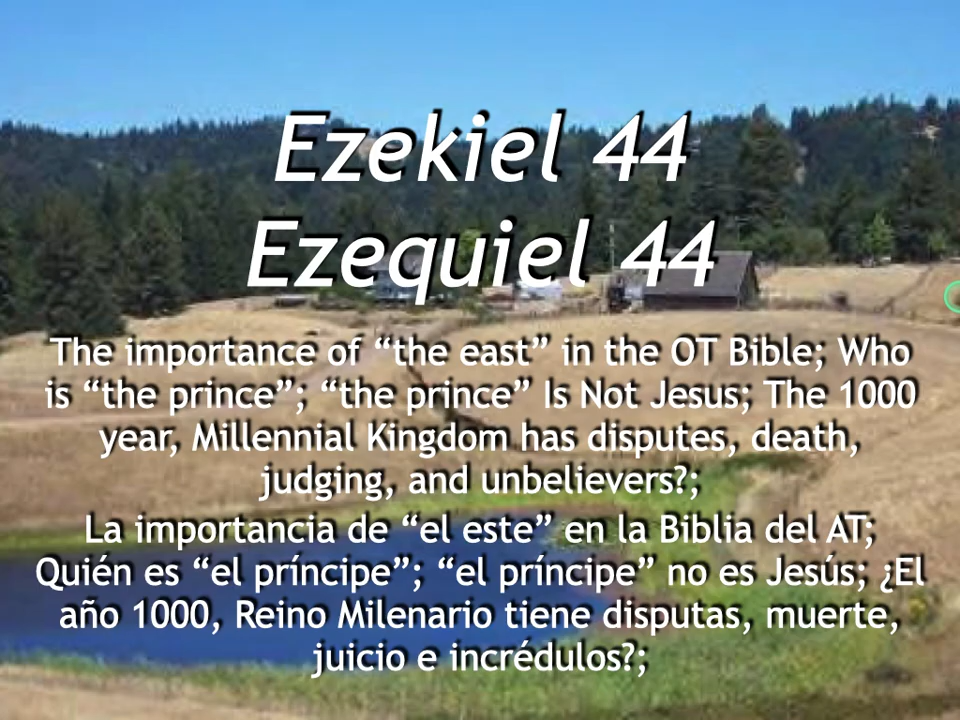 Ezekiel 44
Ezequiel 44
The importance of “the east” in the OT Bible; Who
is “the prince”; “the prince” Is Not Jesus; The 1000
year, Millennial Kingdom has disputes, death,
judging, and unbelievers?;
La importancia de “el este” en la Biblia del AT;
Quién es “el príncipe”; “el príncipe” no es Jesús; ¿El
año 1000, Reino Milenario tiene disputas, muerte,
juicio e incrédulos?;